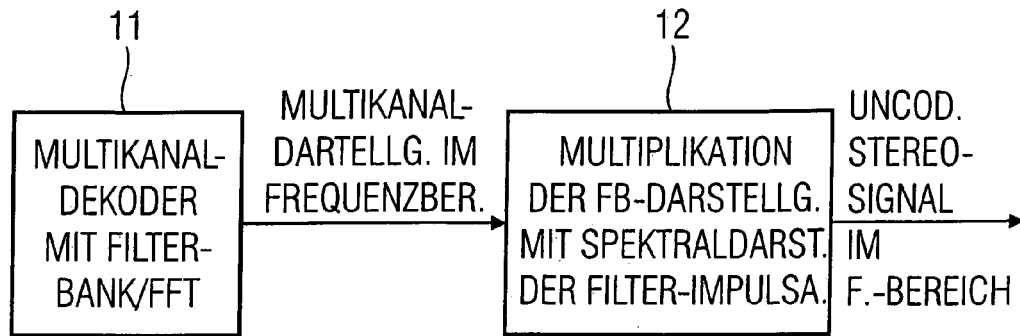 11
12
MULTIKANAL-
DEKODER
MIT FILTER-
BANK/FFT
MULTIKANAL-
DARTELLG. IM
FREQUENZBER.
MULTIPLIKATION
DER FB-DARSTELLG.
MIT SPEKTRALDARST.
DER FILTER-IMPULSA.
UNCOD.
STEREO-
SIGNAL
IM
F.-BEREICH